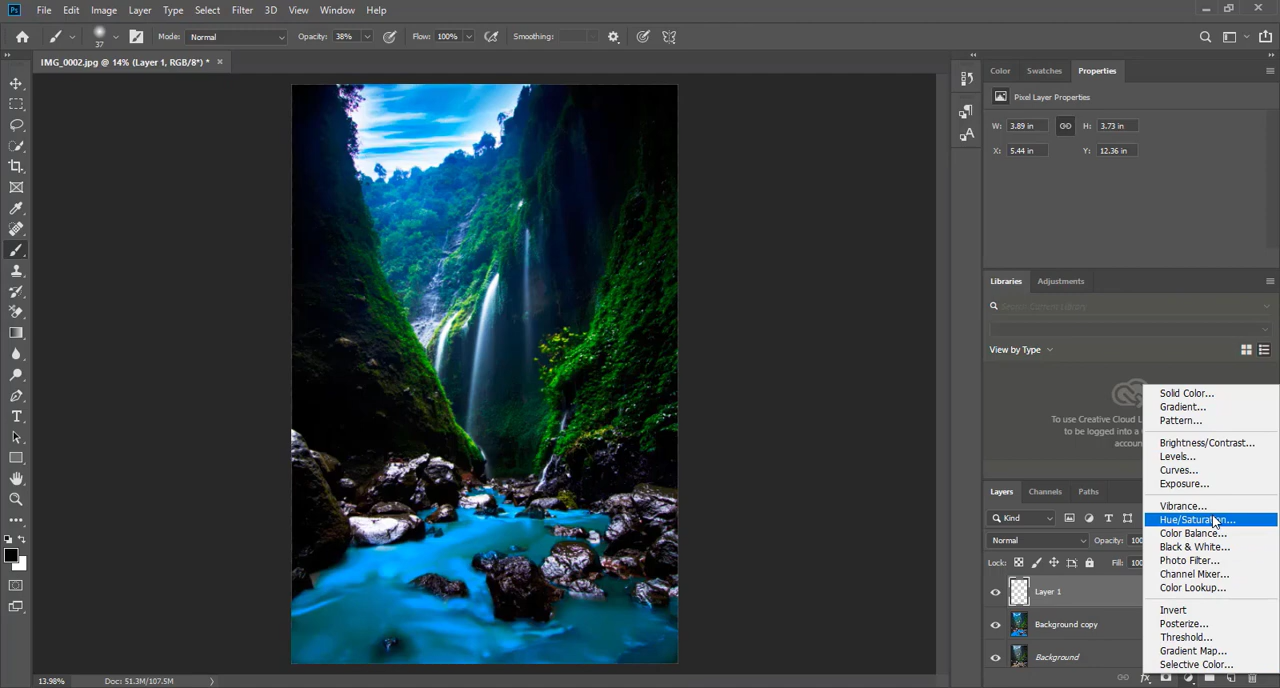 Ps File Edit Image Layer Type Select Filter 3D View Window Help
37 Mode: Normal Opacity: 38% Flow: 100% Smoothing:
IMG_0002.jpg @ 14% (Layer 1, RGB/8*) * ×
Color Swatches Properties
Pixel Layer Properties
W: 3.89 in H: 3.73 in
X: 5.44 in Y: 12.36 in
Libraries Adjustments
View by Type
To use Creative Cloud L
to be logged into a
accou
Solid Color...
Gradient...
Pattern...
Brightness/Contrast...
Levels...
Curves...
Exposure...
Vibrance...
Hue/Saturation...
Color Balance...
Black & White...
Photo Filter...
Channel Mixer...
Color Lookup...
Invert
Posterize...
Threshold...
Gradient Map...
Selective Color...
Layers Channels Paths
Kind
Normal Opacity: 100
Lock: Fill: 100
Layer 1
Background copy
Background
fx
13.98% Doc: 51.3M/107.5M